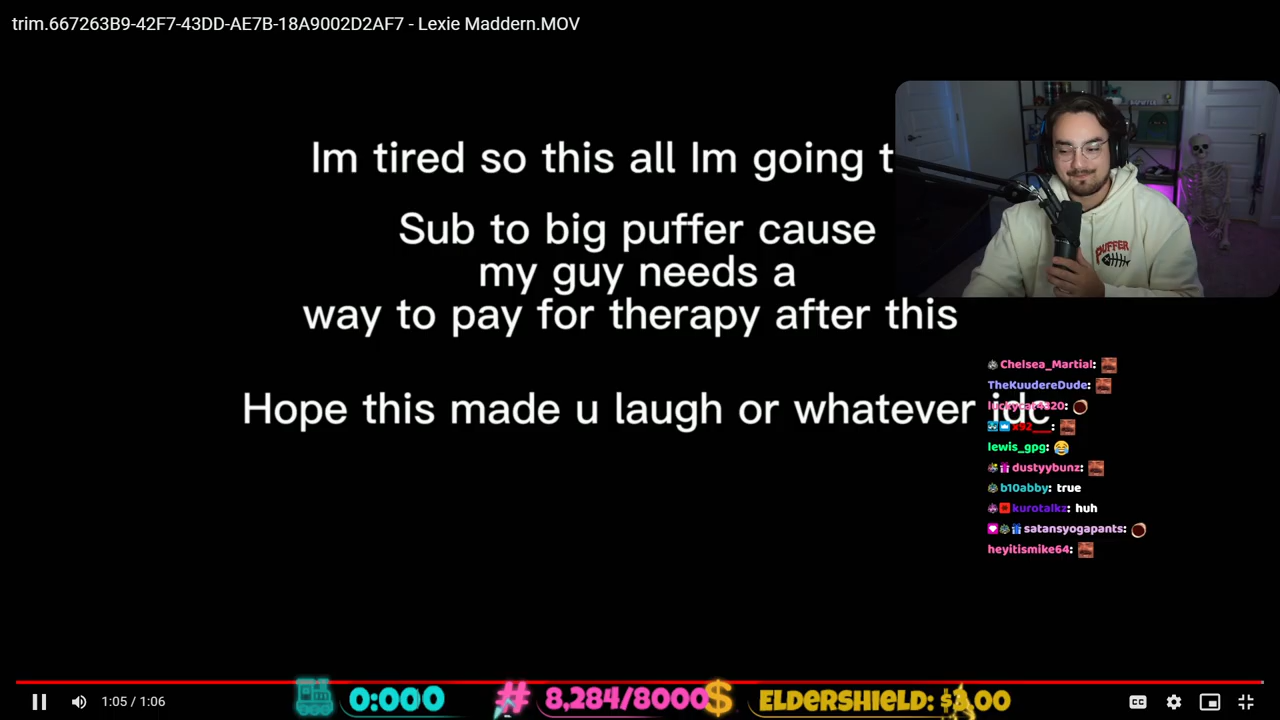 trim.667263B9-42F7-43DD-AE7B-18A9002D2AF7 - Lexie Maddern.MOV
Im tired so this all Im going t
Sub to big puffer cause
my guy needs a
way to pay for therapy after this
Hope this made u laugh or whatever idc
PUFFER
Chelsea_Martial:
TheKuudereDude:
luckycat4320:
x92___:
lewis_gpg: 😂
dustyybunz:
b10abby: true
kurotalkz: huh
satansyogapants:
heyitismike64:
1:05 / 1:06
0:000
# 8,284/8000
$ ELDERSHIELD: $3.00
CC